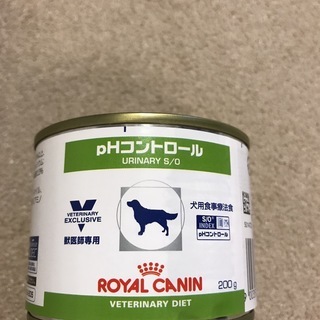 pHコントロール
URINARY S/O
VETERINARY
EXCLUSIVE
獣医師専用
犬用食事療法食
S/O
INDEX
pHコントロール
ROYAL CANIN
VETERINARY DIET
200g